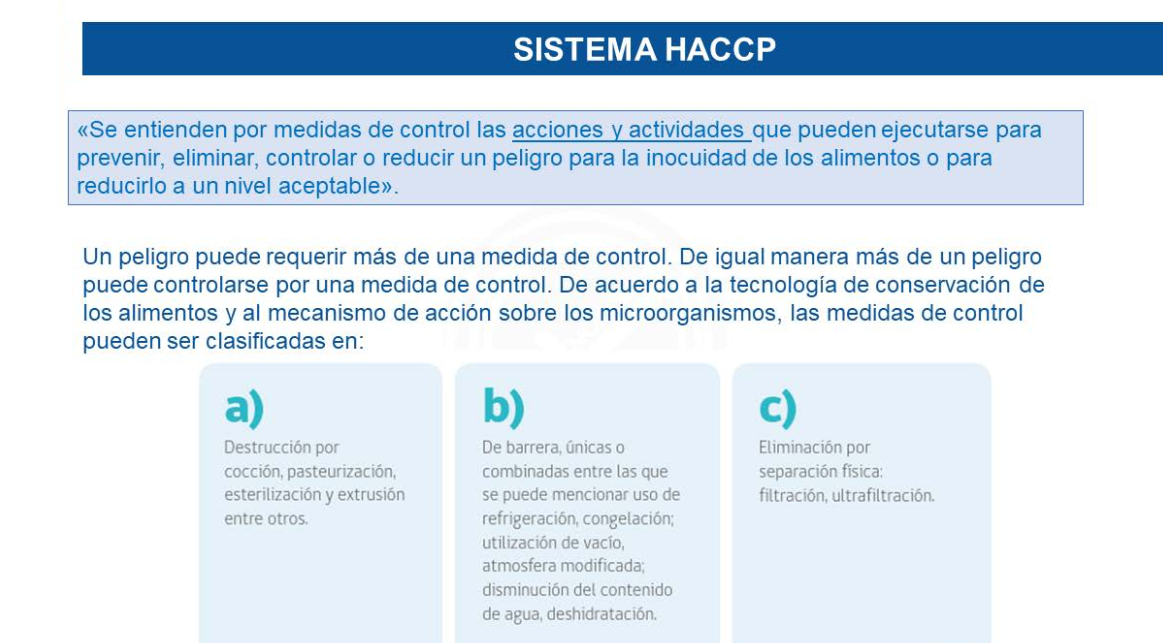 SISTEMA HACCP
«Se entienden por medidas de control las acciones y actividades que pueden ejecutarse para
prevenir, eliminar, controlar o reducir un peligro para la inocuidad de los alimentos o para
reducirlo a un nivel aceptable».
Un peligro puede requerir más de una medida de control. De igual manera más de un peligro
puede controlarse por una medida de control. De acuerdo a la tecnología de conservación de
los alimentos y al mecanismo de acción sobre los microorganismos, las medidas de control
pueden ser clasificadas en:
a)
Destrucción por
cocción, pasteurización,
esterilización y extrusión
entre otros.
b)
De barrera, únicas o
combinadas entre las que
se puede mencionar uso de
refrigeración, congelación;
utilización de vacío,
atmosfera modificada;
disminución del contenido
de agua, deshidratación.
c)
Eliminación por
separación física:
filtración, ultrafiltración.